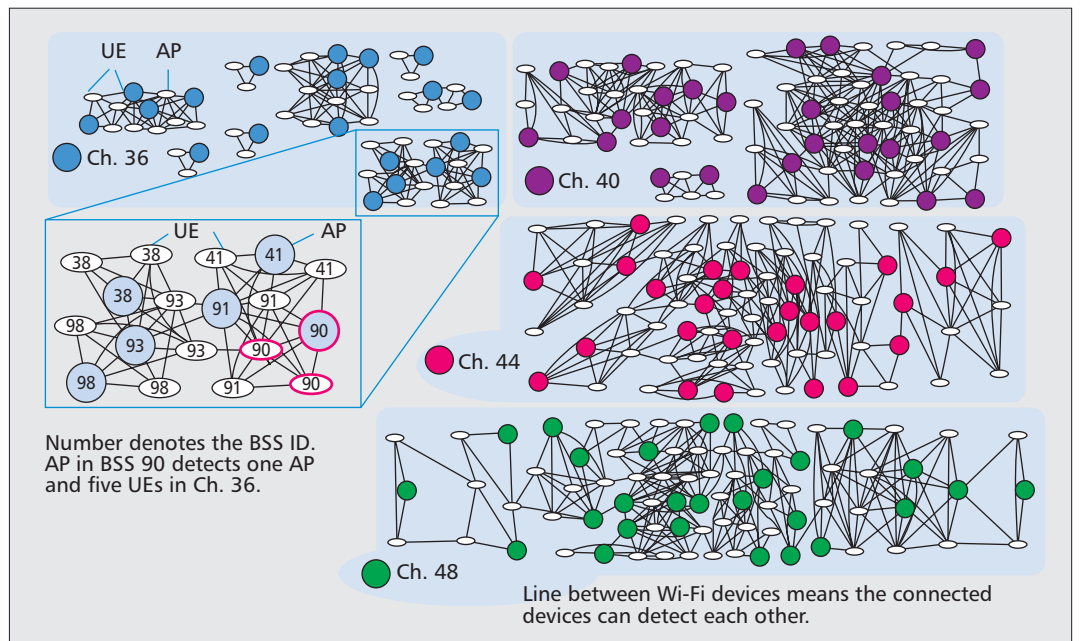 UE AP
Ch. 36
Ch. 40
UE AP
38
38
41
41
41
38
93
91
91
98
93
93
90
90
98
98
91
90
Ch. 44
Number denotes the BSS ID.
AP in BSS 90 detects one AP
and five UEs in Ch. 36.
Ch. 48
Line between Wi-Fi devices means the connected
devices can detect each other.